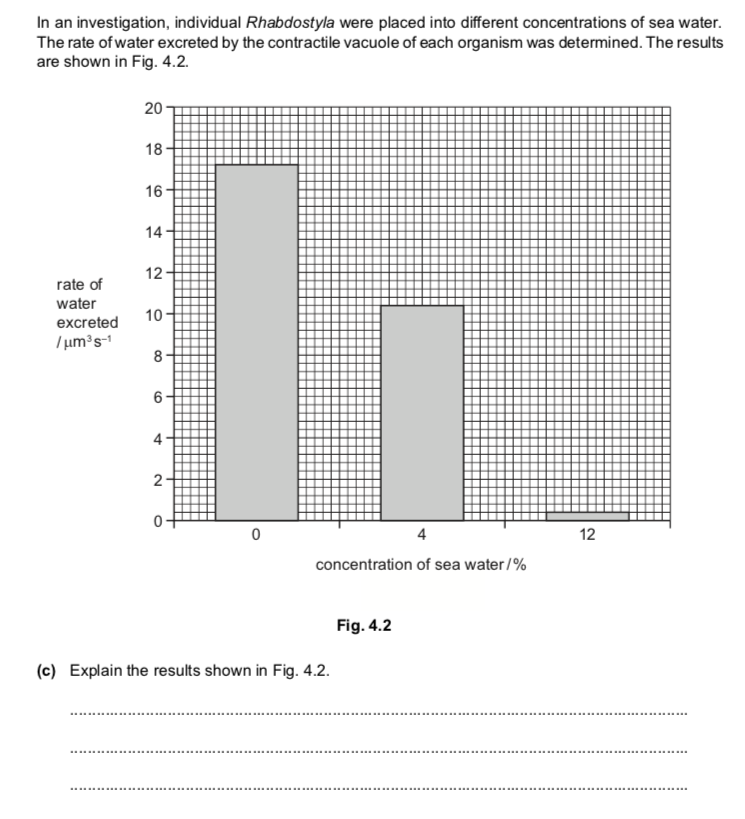 In an investigation, individual Rhabdostyla were placed into different concentrations of sea water.
The rate of water excreted by the contractile vacuole of each organism was determined. The results
are shown in Fig. 4.2.
20
18
16
14
12
10
8
6
4
2
0
rate of
water
excreted
/ μm³ s⁻¹
0 4 12
concentration of sea water / %
Fig. 4.2
(c) Explain the results shown in Fig. 4.2.